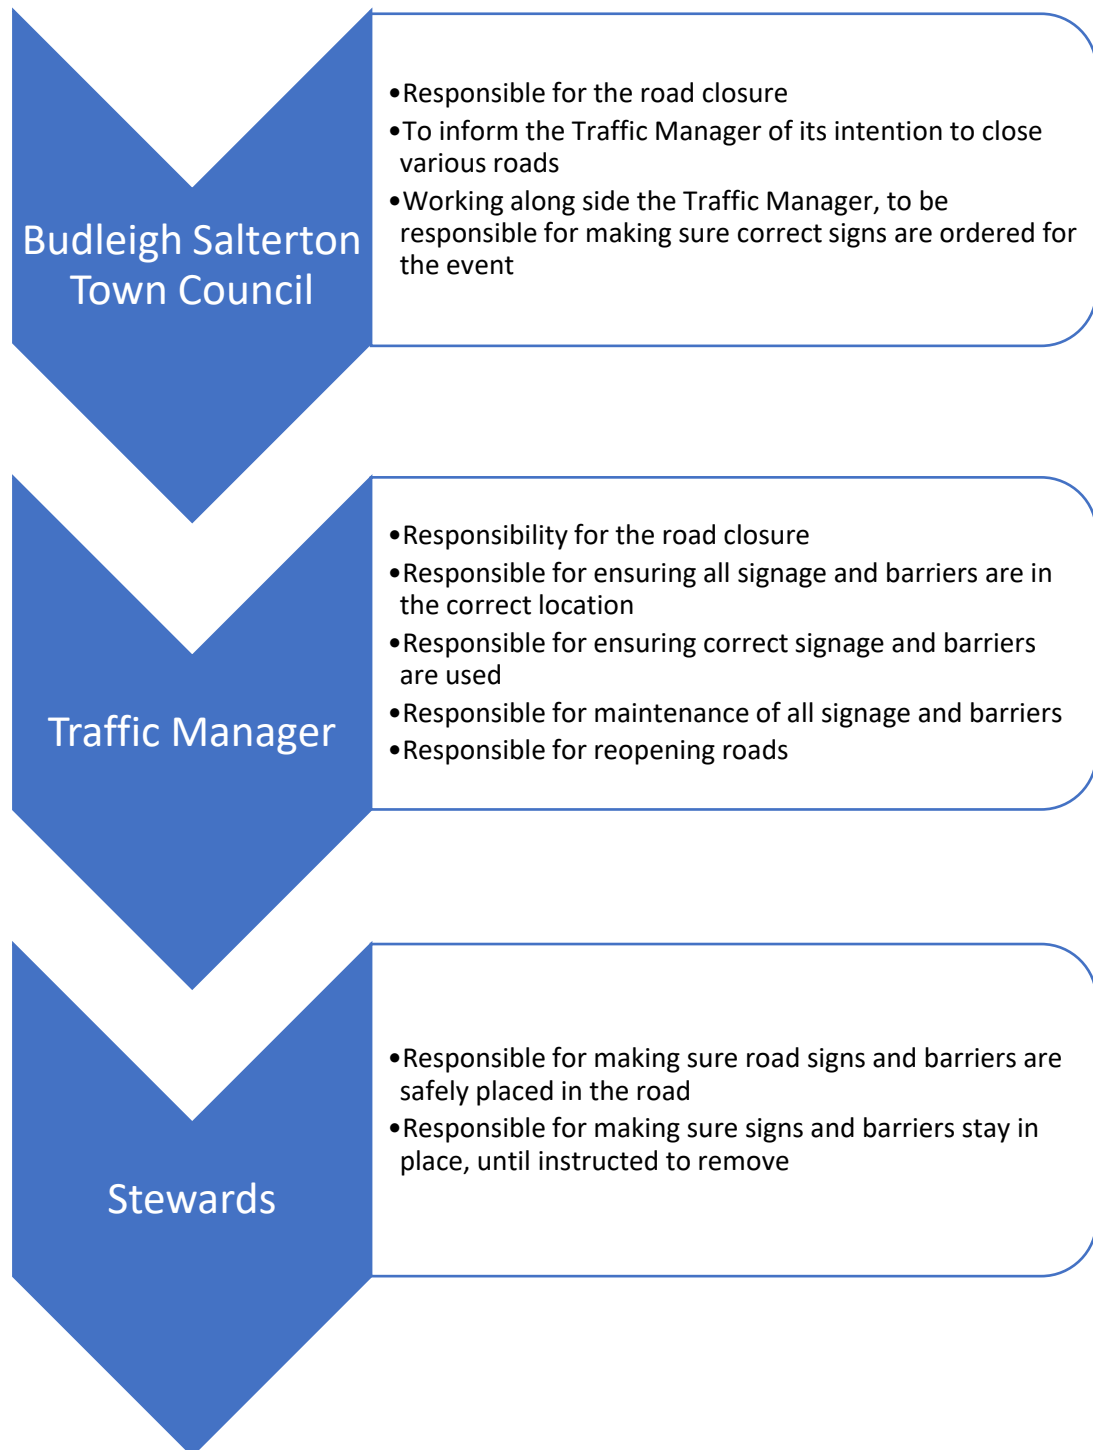 Budleigh Salterton
Town Council
•Responsible for the road closure
•To inform the Traffic Manager of its intention to close
various roads
•Working along side the Traffic Manager, to be
responsible for making sure correct signs are ordered for
the event
Traffic Manager
•Responsibility for the road closure
•Responsible for ensuring all signage and barriers are in
the correct location
•Responsible for ensuring correct signage and barriers
are used
•Responsible for maintenance of all signage and barriers
•Responsible for reopening roads
Stewards
•Responsible for making sure road signs and barriers are
safely placed in the road
•Responsible for making sure signs and barriers stay in
place, until instructed to remove